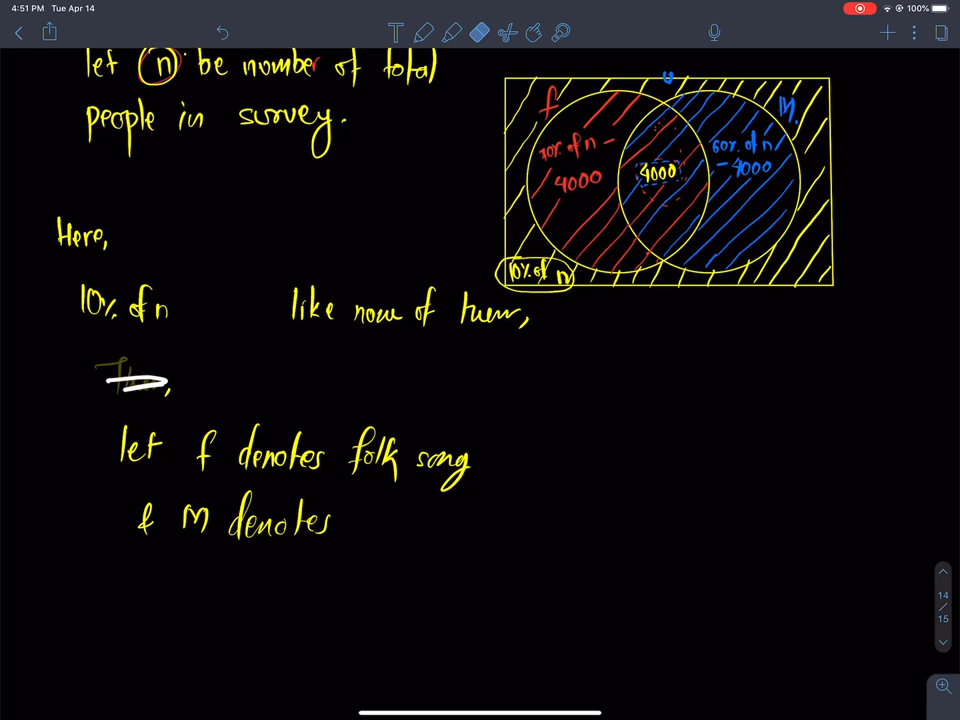 4:51 PM Tue Apr 14
100%
let n be number of total
people in survey.
U
f
M
70% of n -
4000
4000
60% of n
- 4000
10% of n
Here,
10% of n like none of them,
let f denotes folk song
& M denotes
14
/
15